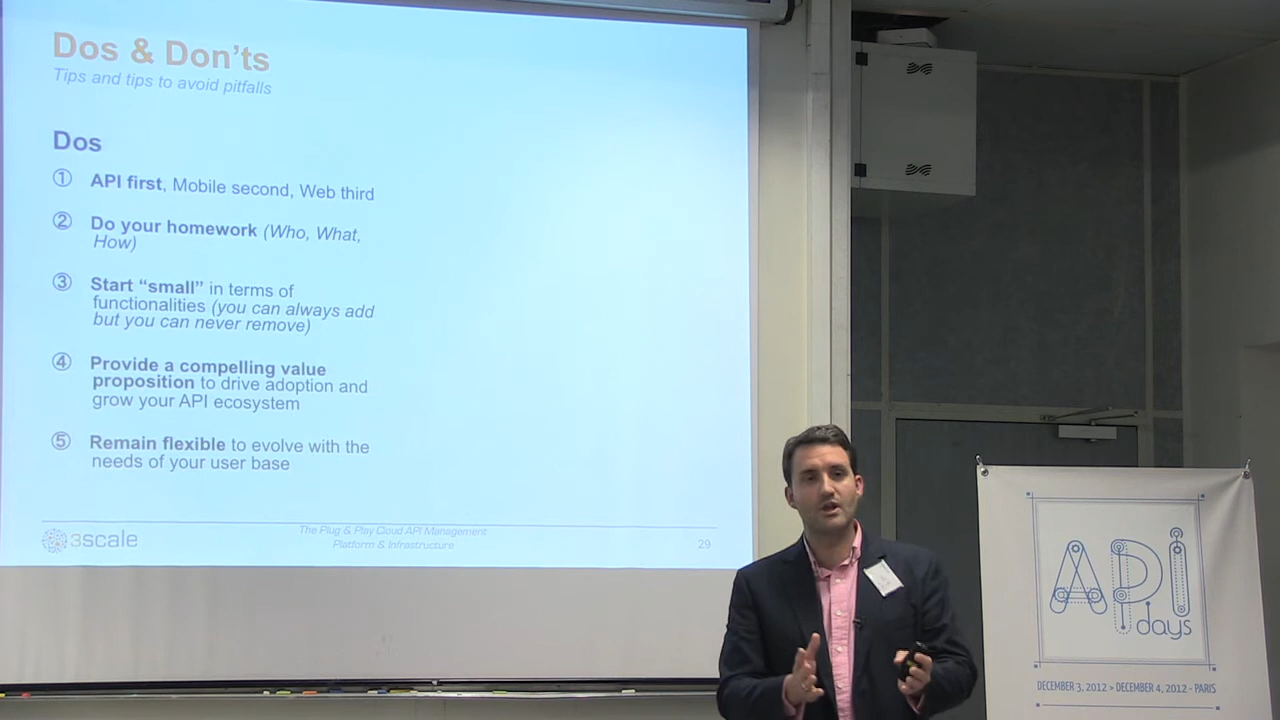 Dos & Don'ts
Tips and tips to avoid pitfalls
Dos
① API first, Mobile second, Web third
② Do your homework (Who, What,
How)
③ Start “small” in terms of
functionalities (you can always add
but you can never remove)
④ Provide a compelling value
proposition to drive adoption and
grow your API ecosystem
⑤ Remain flexible to evolve with the
needs of your user base
3scale
The Plug & Play Cloud API Management
Platform & Infrastructure
29
API
days
DECEMBER 3, 2012 > DECEMBER 4, 2012 - PARIS